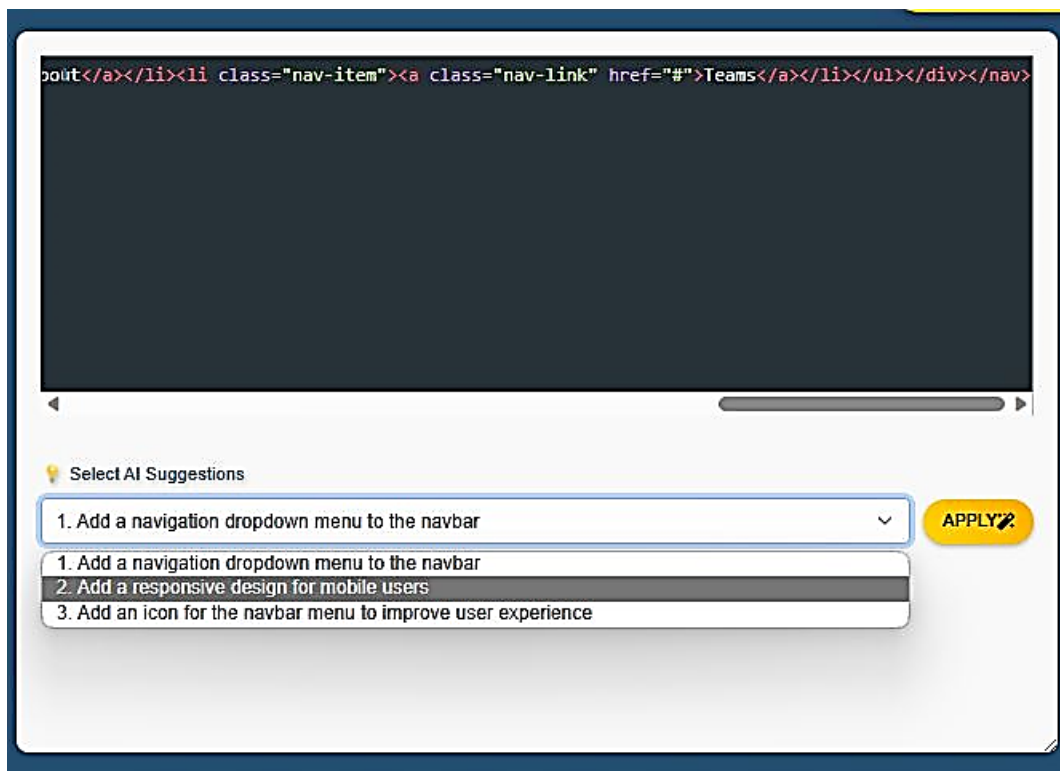 out</a></li><li class="nav-item"><a class="nav-link" href="#">Teams</a></li></ul></div></nav>
Select AI Suggestions
1. Add a navigation dropdown menu to the navbar
APPLY
1. Add a navigation dropdown menu to the navbar
2. Add a responsive design for mobile users
3. Add an icon for the navbar menu to improve user experience